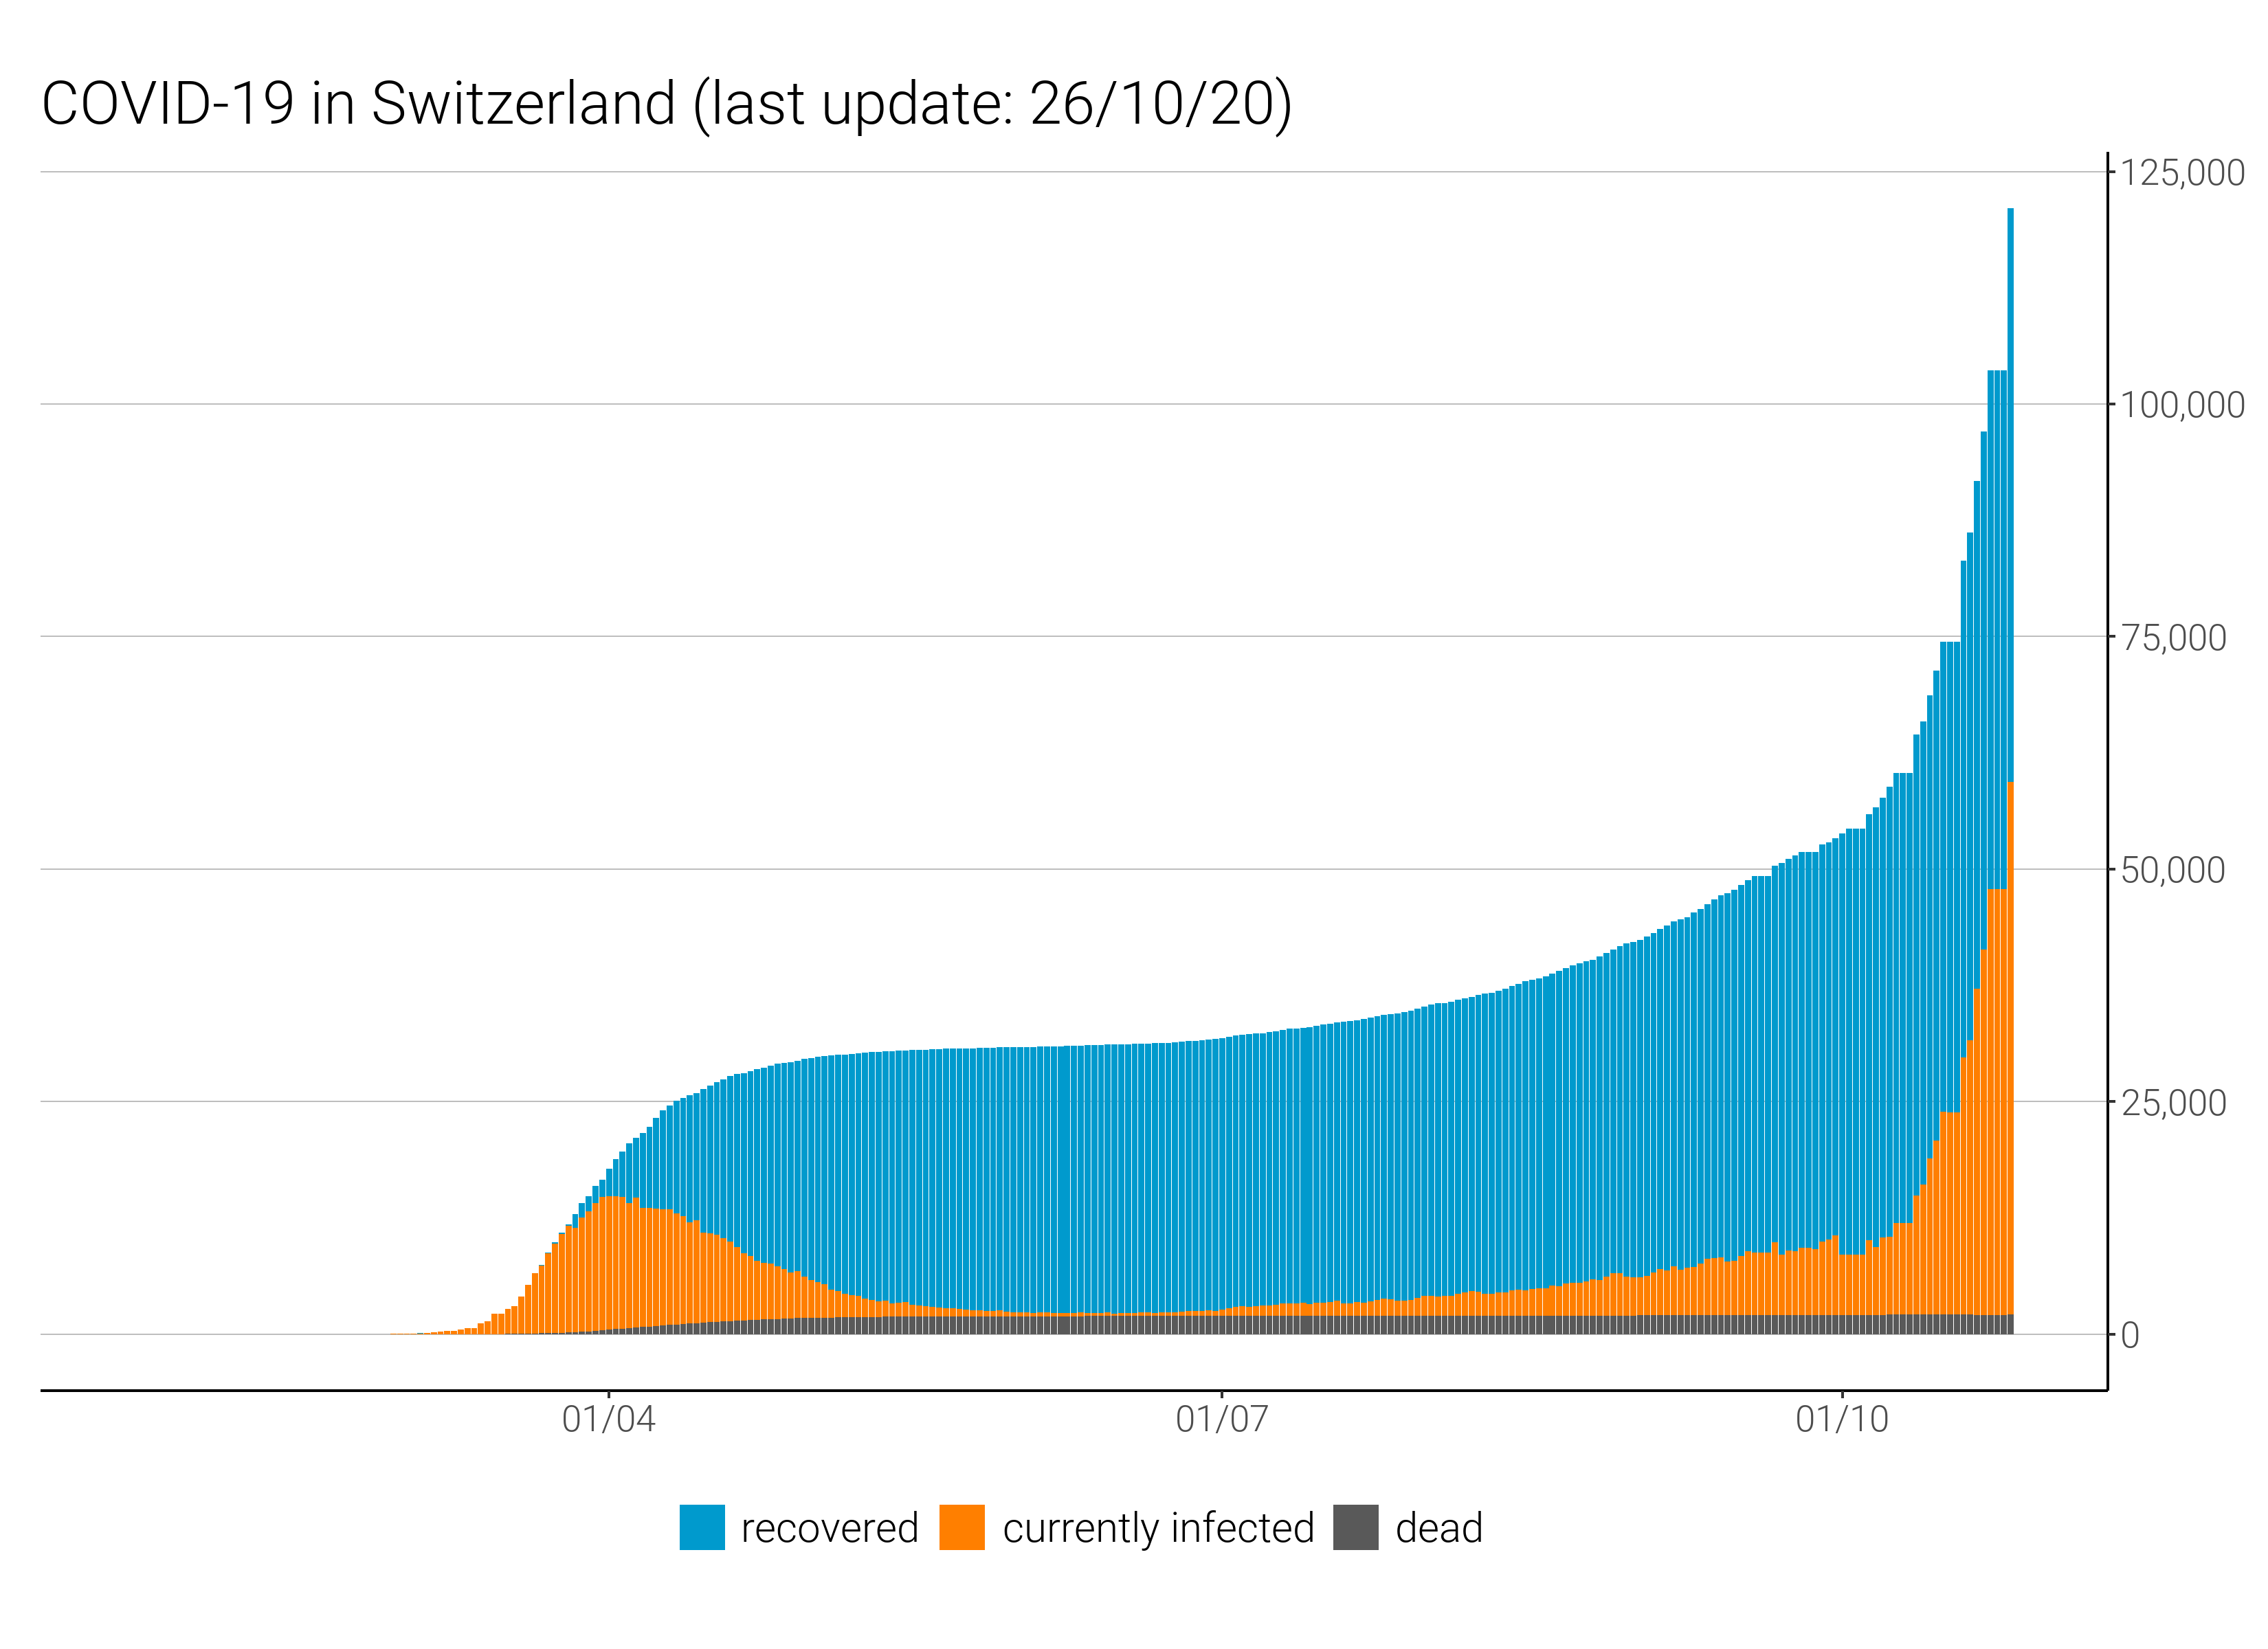 COVID-19 in Switzerland (last update: 26/10/20)
125,000
100,000
75,000
50,000
25,000
0
01/04 01/07 01/10
recovered currently infected dead